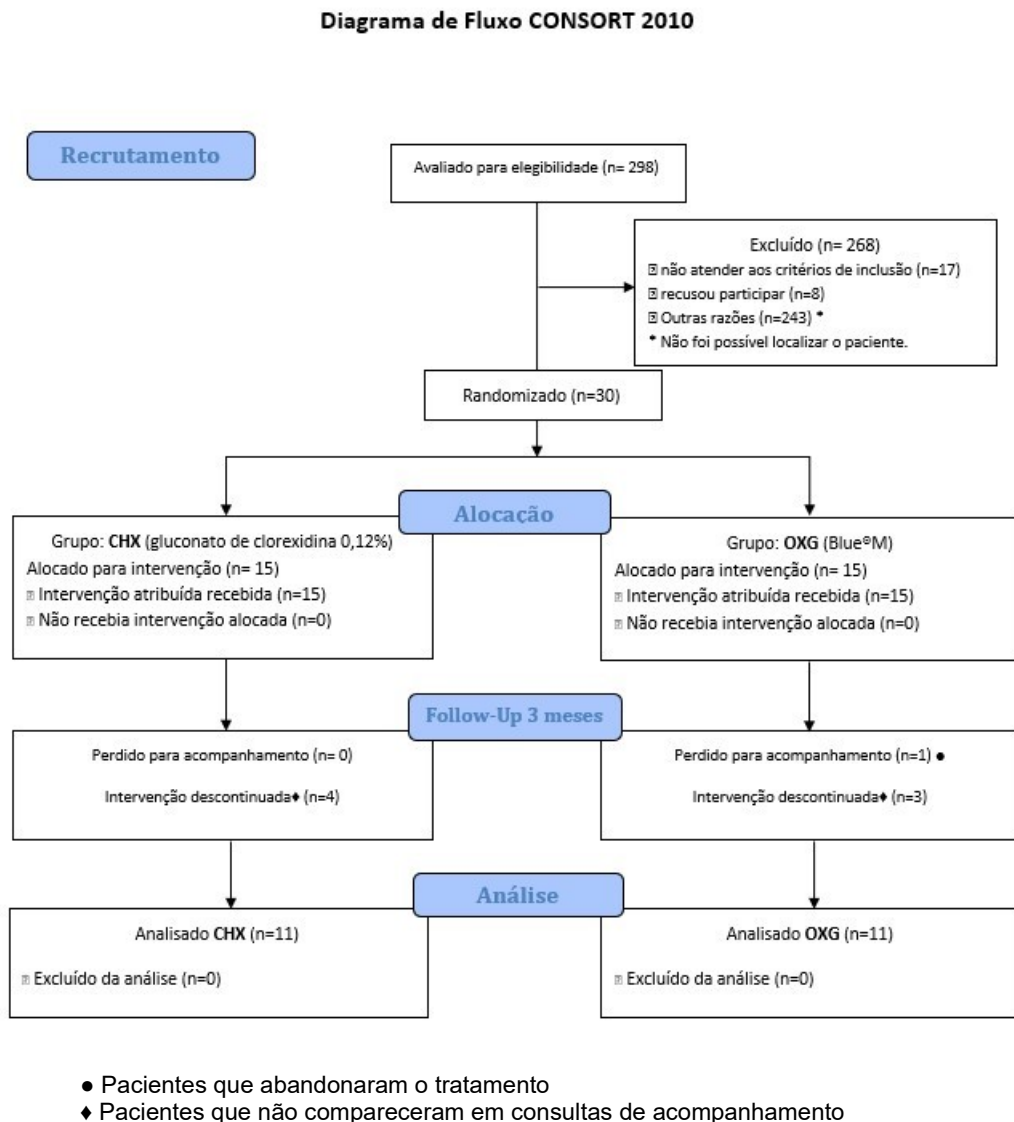 Diagrama de Fluxo CONSORT 2010
Recrutamento
Avaliado para elegibilidade (n= 298)
Excluído (n= 268)
⍰ não atender aos critérios de inclusão (n=17)
⍰ recusou participar (n=8)
⍰ Outras razões (n=243) *
* Não foi possível localizar o paciente.
Randomizado (n=30)
Alocação
Grupo: CHX (gluconato de clorexidina 0,12%)
Alocado para intervenção (n= 15)
⍰ Intervenção atribuída recebida (n=15)
⍰ Não recebia intervenção alocada (n=0)
Grupo: OXG (Blue®M)
Alocado para intervenção (n= 15)
⍰ Intervenção atribuída recebida (n=15)
⍰ Não recebia intervenção alocada (n=0)
Follow-Up 3 meses
Perdido para acompanhamento (n= 0)
Intervenção descontinuada♦ (n=4)
Perdido para acompanhamento (n=1) ●
Intervenção descontinuada♦ (n=3)
Análise
Analisado CHX (n=11)
⍰ Excluído da análise (n=0)
Analisado OXG (n=11)
⍰ Excluído da análise (n=0)
● Pacientes que abandonaram o tratamento
♦ Pacientes que não compareceram em consultas de acompanhamento